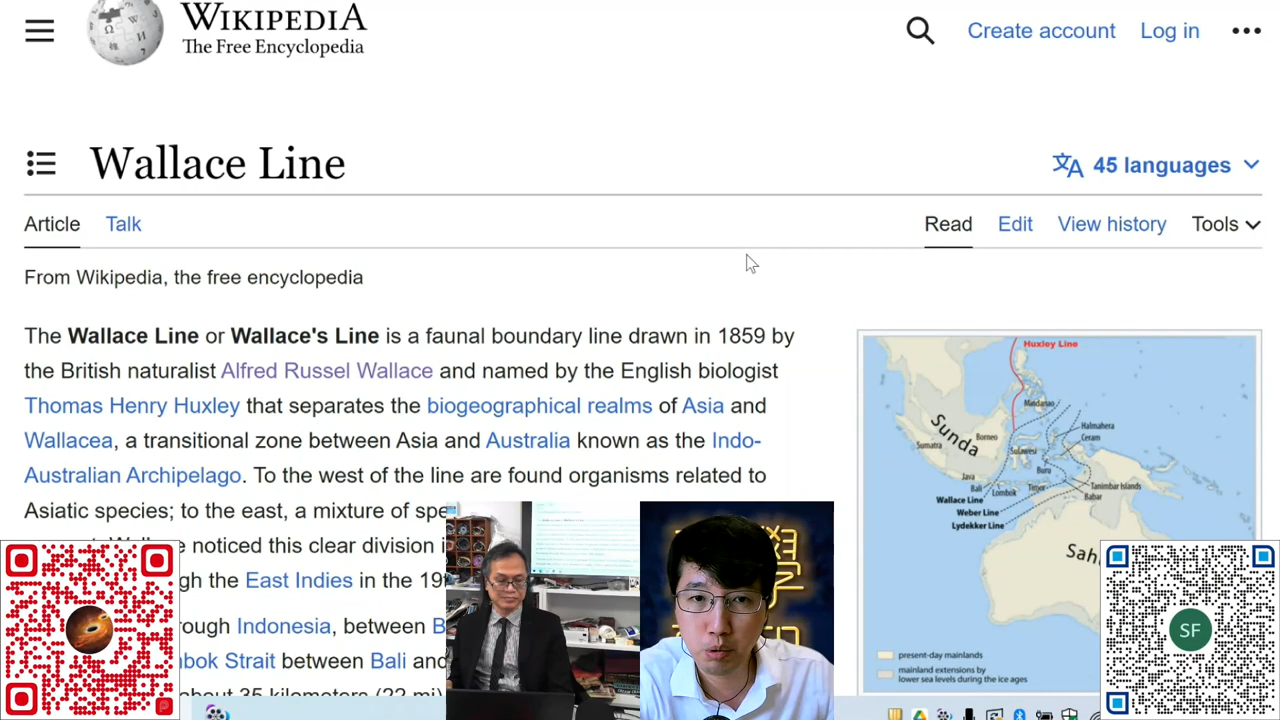 WIKIPEDIA
The Free Encyclopedia
Create account
Log in
Wallace Line
45 languages
Article
Talk
Read
Edit
View history
Tools
From Wikipedia, the free encyclopedia
The Wallace Line or Wallace's Line is a faunal boundary line drawn in 1859 by
the British naturalist Alfred Russel Wallace and named by the English biologist
Thomas Henry Huxley that separates the biogeographical realms of Asia and
Wallacea, a transitional zone between Asia and Australia known as the Indo-
Australian Archipelago. To the west of the line are found organisms related to
Asiatic species; to the east, a mixture of spe
noticed this clear division i
the East Indies in the 19
rough Indonesia, between B
mbok Strait between Bali and
about 35 kilometers (22 mi)
Huxley Line
Mindanao
Sunda
Halmahera
Ceram
Sumatra
Borneo
Sulawesi
Buru
Java
Bali
Lombok
Timor
Tanimbar Islands
Babar
Wallace Line
Weber Line
Lydekker Line
Sah
present-day mainlands
mainland extensions by
lower sea levels during the ice ages
SF